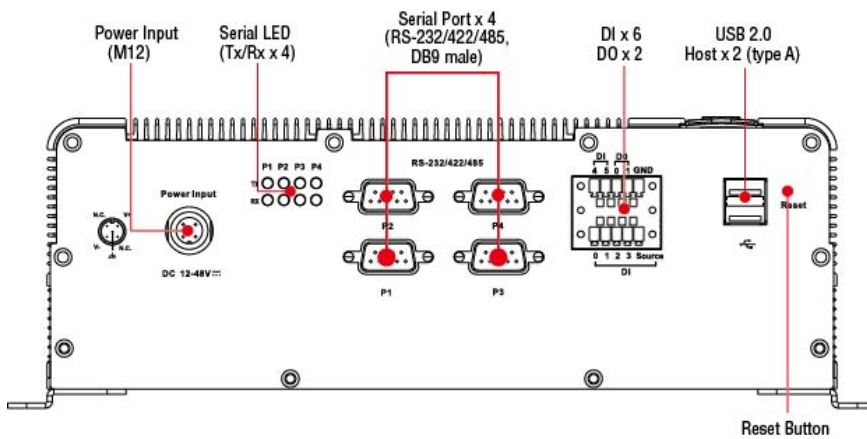 Power Input
(M12)
Serial LED
(Tx/Rx x 4)
Serial Port x 4
(RS-232/422/485,
DB9 male)
DI x 6
DO x 2
USB 2.0
Host x 2 (type A)
P1 P2 P3 P4
TX
RX
RS-232/422/485
DI D0
4 5 0 1 GND
Power Input
N.C. V+
V- N.C.
DC 12-48V
P2
P4
Reset
P1
P3
0 1 2 3 Source
DI
Reset Button